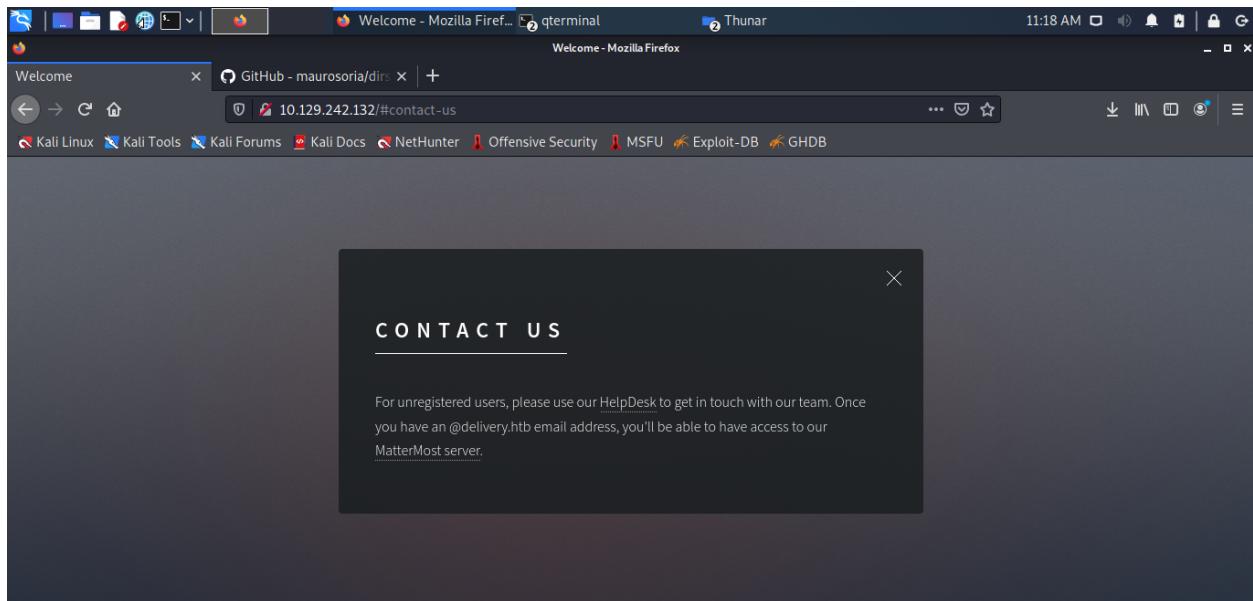 Welcome - Mozilla Firef...
2 qterminal
2 Thunar
11:18 AM
Welcome - Mozilla Firefox
Welcome
GitHub - maurosoria/dirs
10.129.242.132/#contact-us
Kali Linux
Kali Tools
Kali Forums
Kali Docs
NetHunter
Offensive Security
MSFU
Exploit-DB
GHDB
CONTACT US
For unregistered users, please use our HelpDesk to get in touch with our team. Once
you have an @delivery.htb email address, you'll be able to have access to our
MatterMost server.